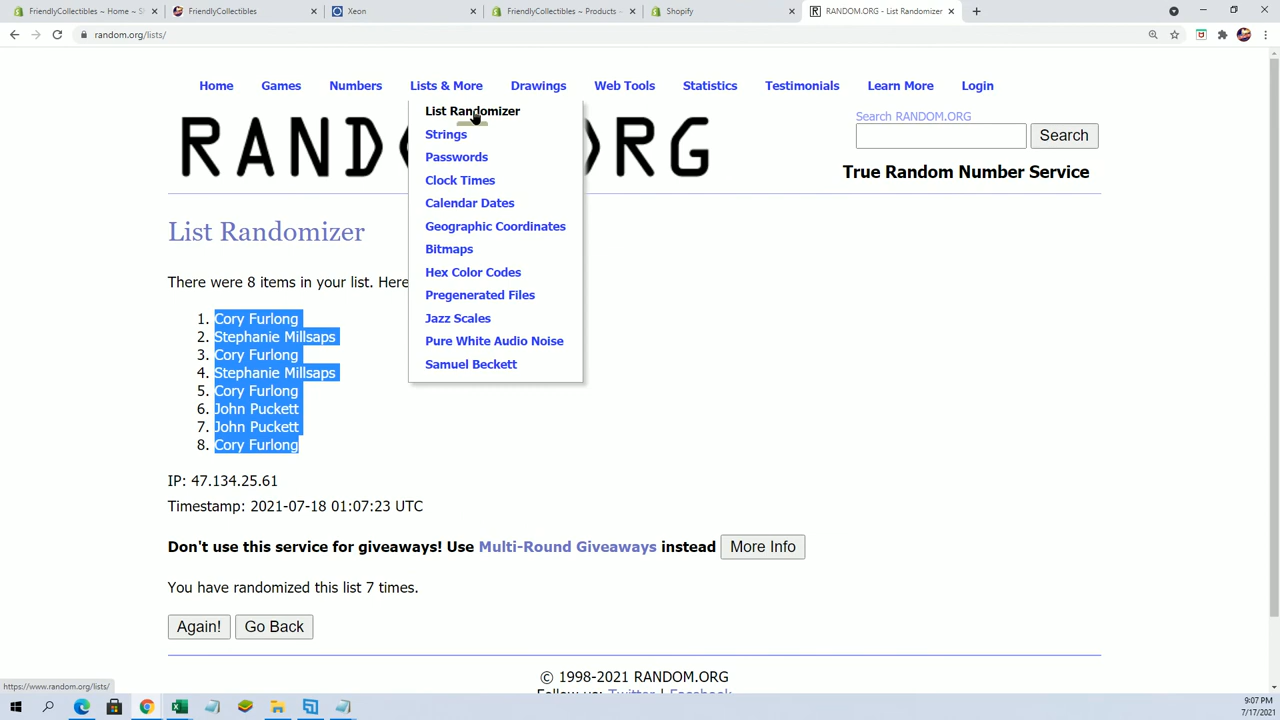 FriendlyCollectibles ~ Home ~ S
FriendlyCollectibles
Xeon
FriendlyCollectibles ~ Products ~
Shopify
RANDOM.ORG - List Randomizer
random.org/lists/
Home Games Numbers Lists & More Drawings Web Tools Statistics Testimonials Learn More Login
List Randomizer
Strings
Passwords
Clock Times
Calendar Dates
Geographic Coordinates
Bitmaps
Hex Color Codes
Pregenerated Files
Jazz Scales
Pure White Audio Noise
Samuel Beckett
RAND RG
Search RANDOM.ORG
Search
True Random Number Service
List Randomizer
There were 8 items in your list. Here
1. Cory Furlong
2. Stephanie Millsaps
3. Cory Furlong
4. Stephanie Millsaps
5. Cory Furlong
6. John Puckett
7. John Puckett
8. Cory Furlong
IP: 47.134.25.61
Timestamp: 2021-07-18 01:07:23 UTC
Don't use this service for giveaways! Use Multi-Round Giveaways instead More Info
You have randomized this list 7 times.
Again! Go Back
© 1998-2021 RANDOM.ORG
Follow us: Twitter | Facebook
https://www.random.org/lists/
9:07 PM
7/17/2021